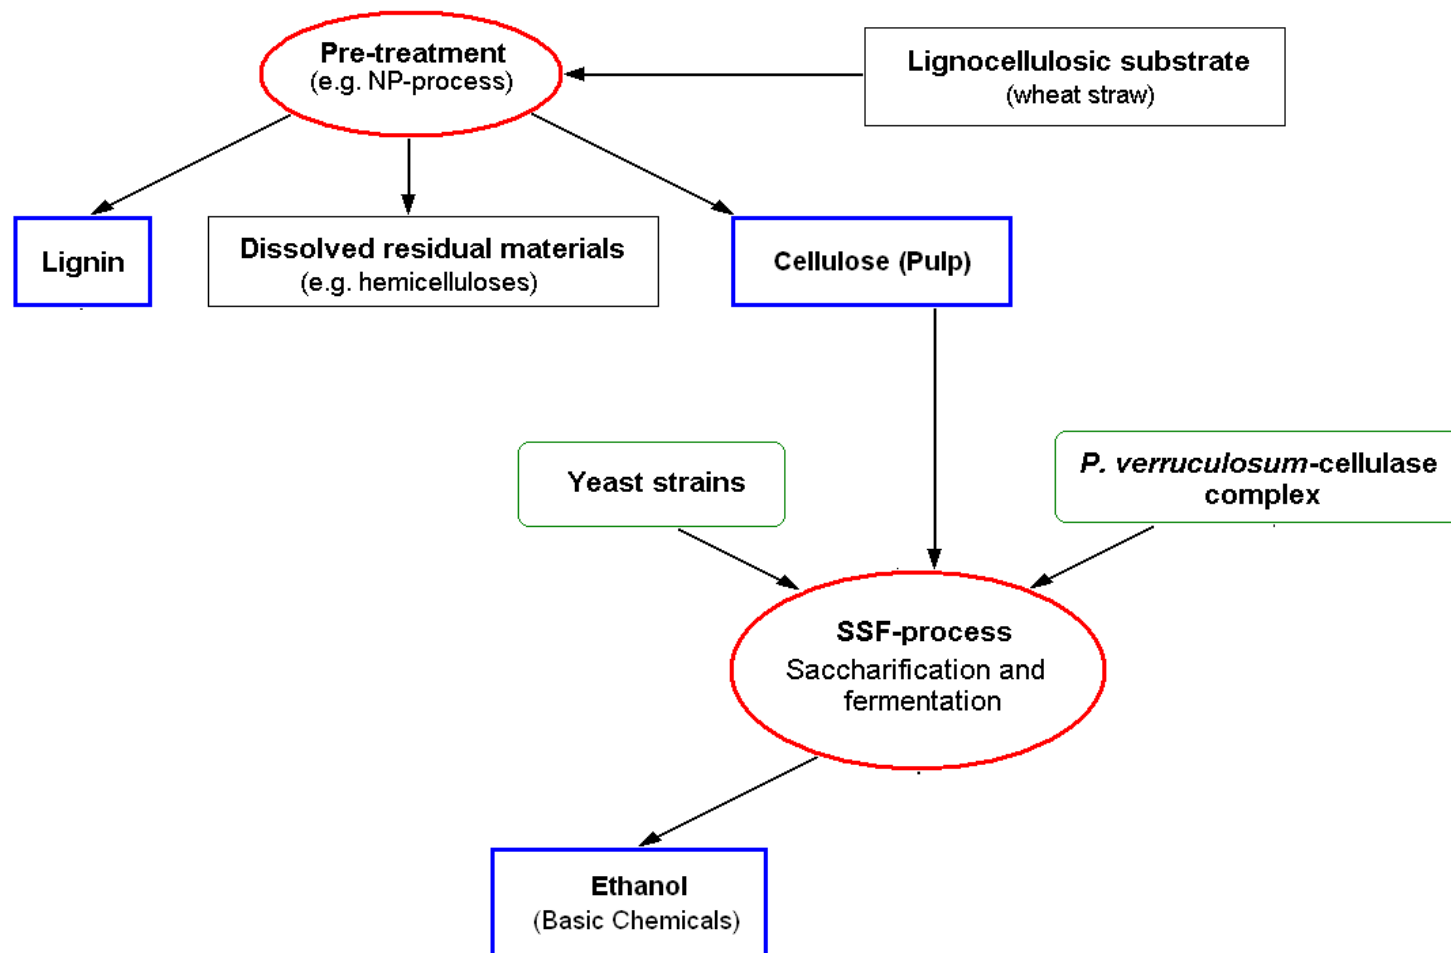 Pre-treatment
(e.g. NP-process)
Lignocellulosic substrate
(wheat straw)
Lignin
Dissolved residual materials
(e.g. hemicelluloses)
Cellulose (Pulp)
Yeast strains
P. verruculosum-cellulase
complex
SSF-process
Saccharification and
fermentation
Ethanol
(Basic Chemicals)